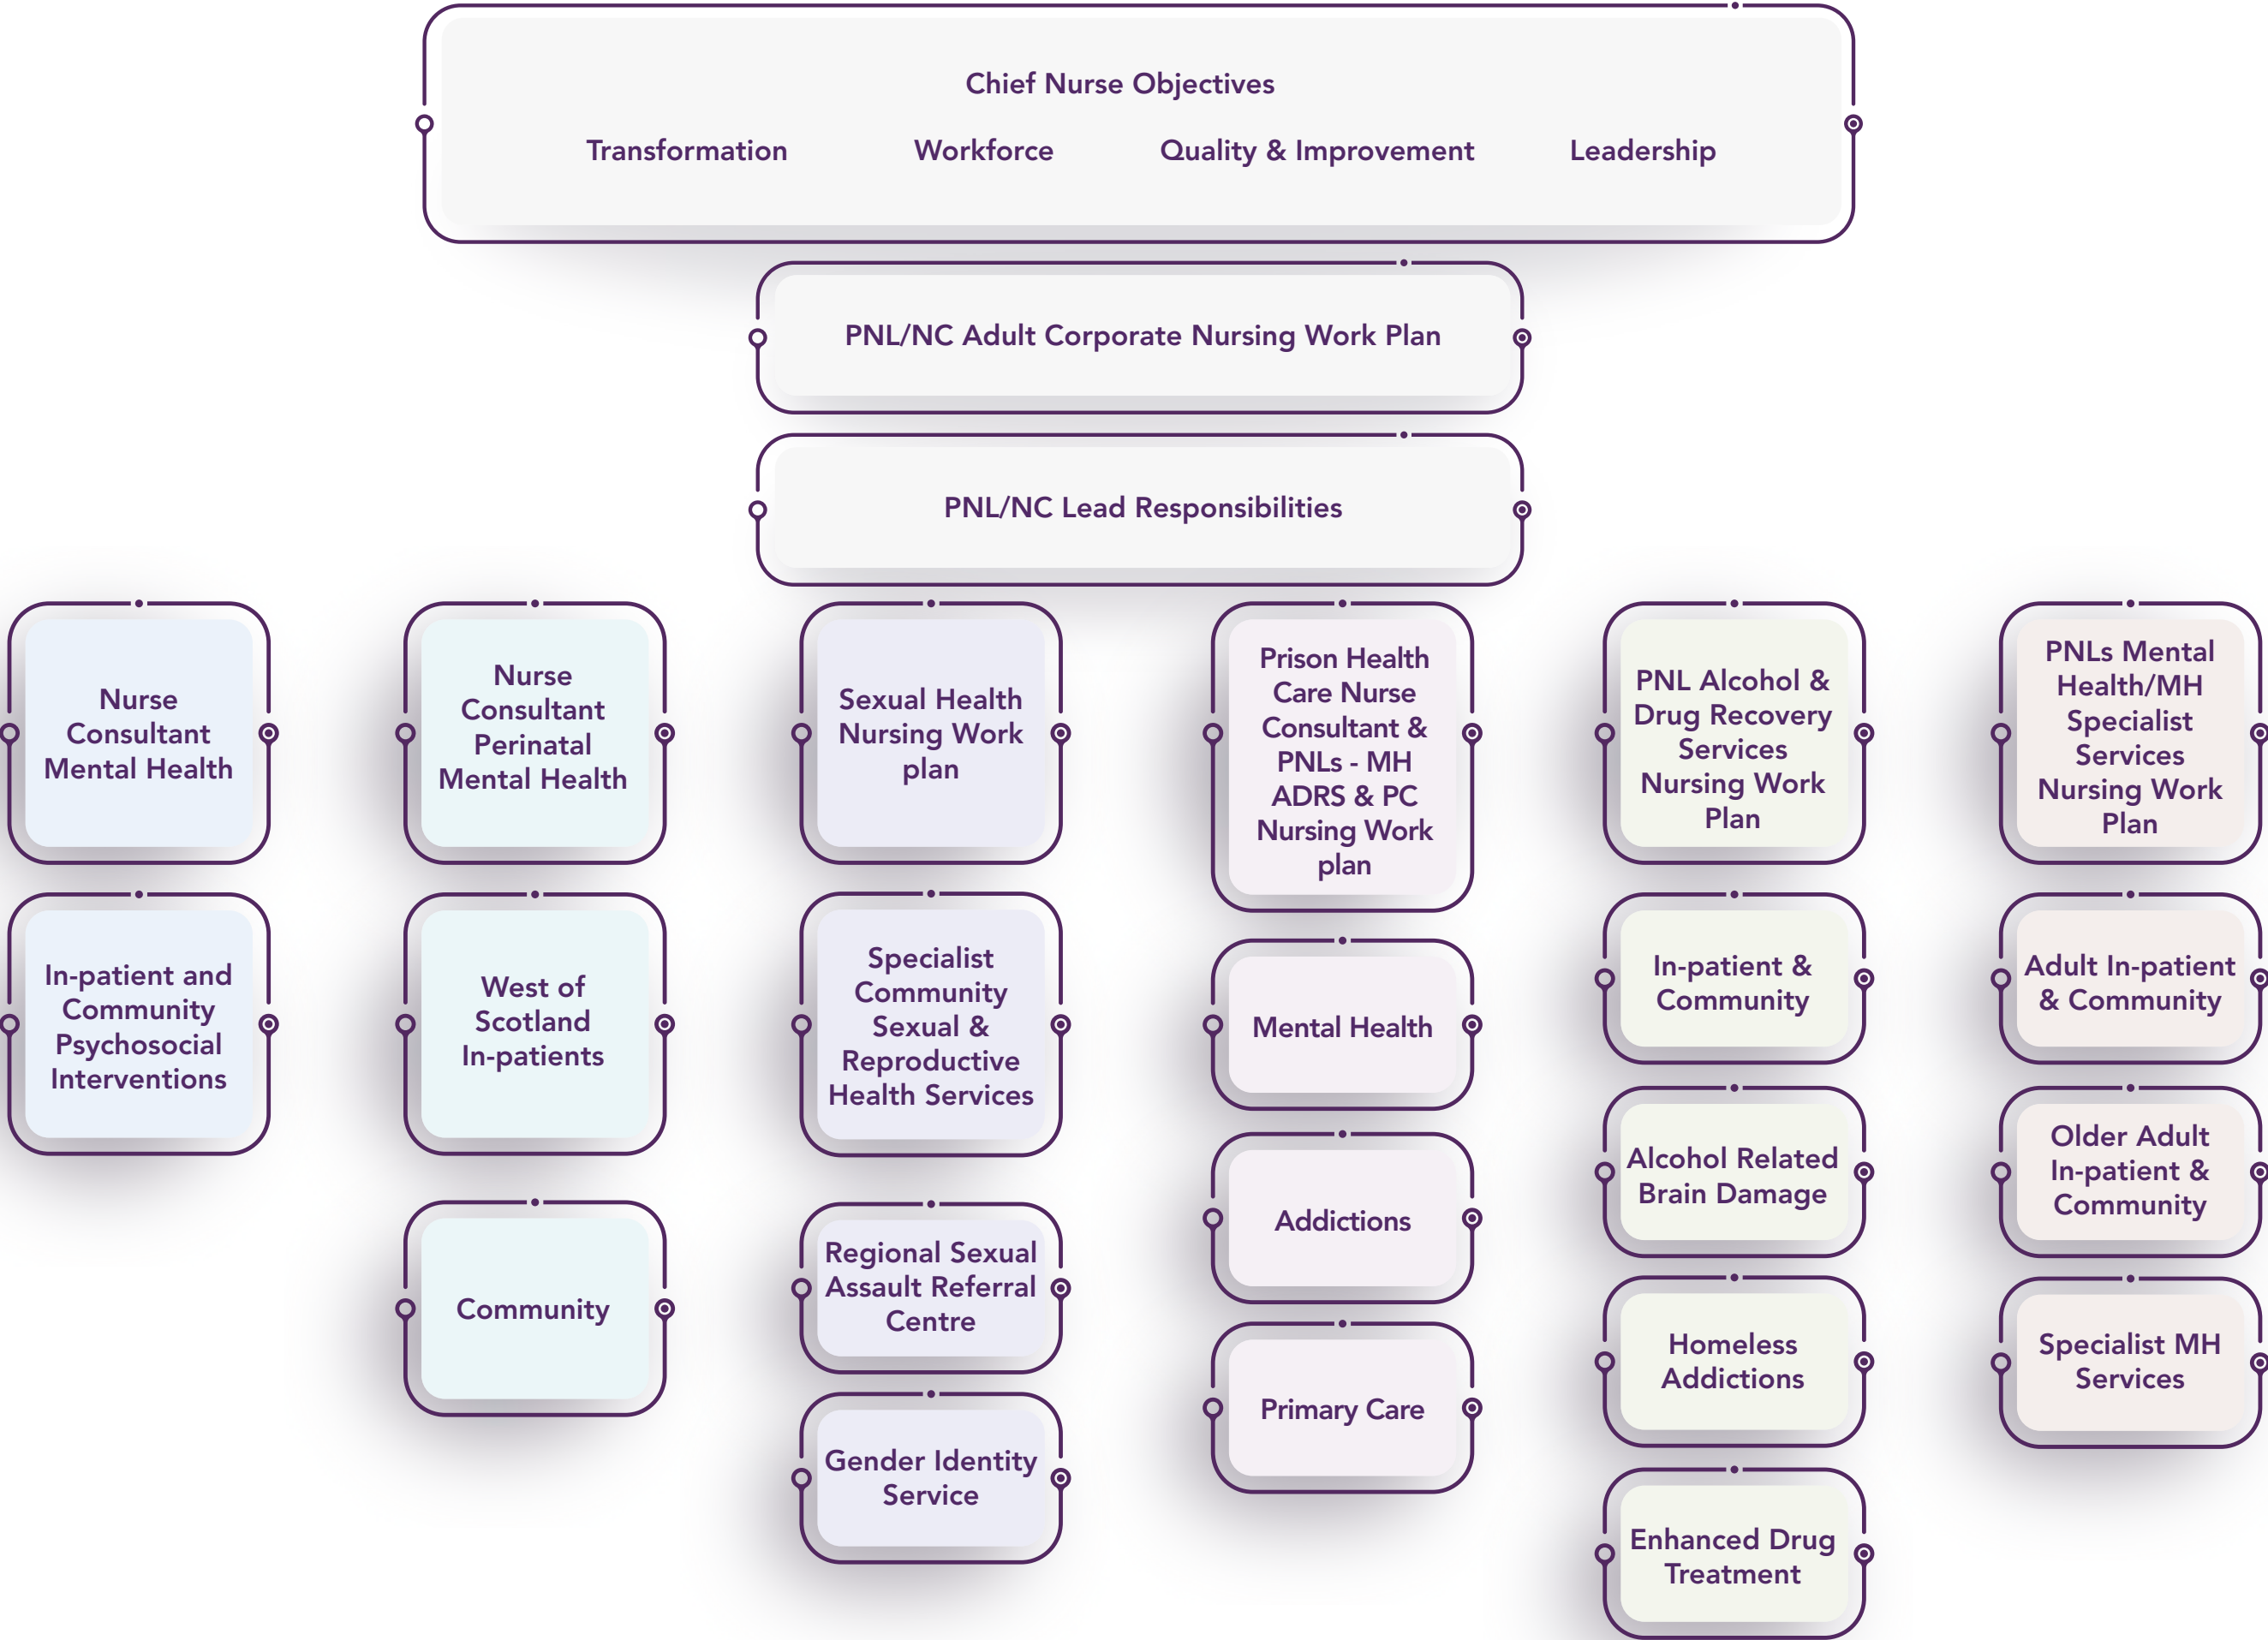 Chief Nurse Objectives
Transformation Workforce Quality & Improvement Leadership
PNL/NC Adult Corporate Nursing Work Plan
PNL/NC Lead Responsibilities
Nurse
Consultant
Mental Health
In-patient and
Community
Psychosocial
Interventions
Nurse
Consultant
Perinatal
Mental Health
West of
Scotland
In-patients
Community
Sexual Health
Nursing Work
plan
Specialist
Community
Sexual &
Reproductive
Health Services
Regional Sexual
Assault Referral
Centre
Gender Identity
Service
Prison Health
Care Nurse
Consultant &
PNLs - MH
ADRS & PC
Nursing Work
plan
Mental Health
Addictions
Primary Care
PNL Alcohol &
Drug Recovery
Services
Nursing Work
Plan
In-patient &
Community
Alcohol Related
Brain Damage
Homeless
Addictions
Enhanced Drug
Treatment
PNLs Mental
Health/MH
Specialist
Services
Nursing Work
Plan
Adult In-patient
& Community
Older Adult
In-patient &
Community
Specialist MH
Services